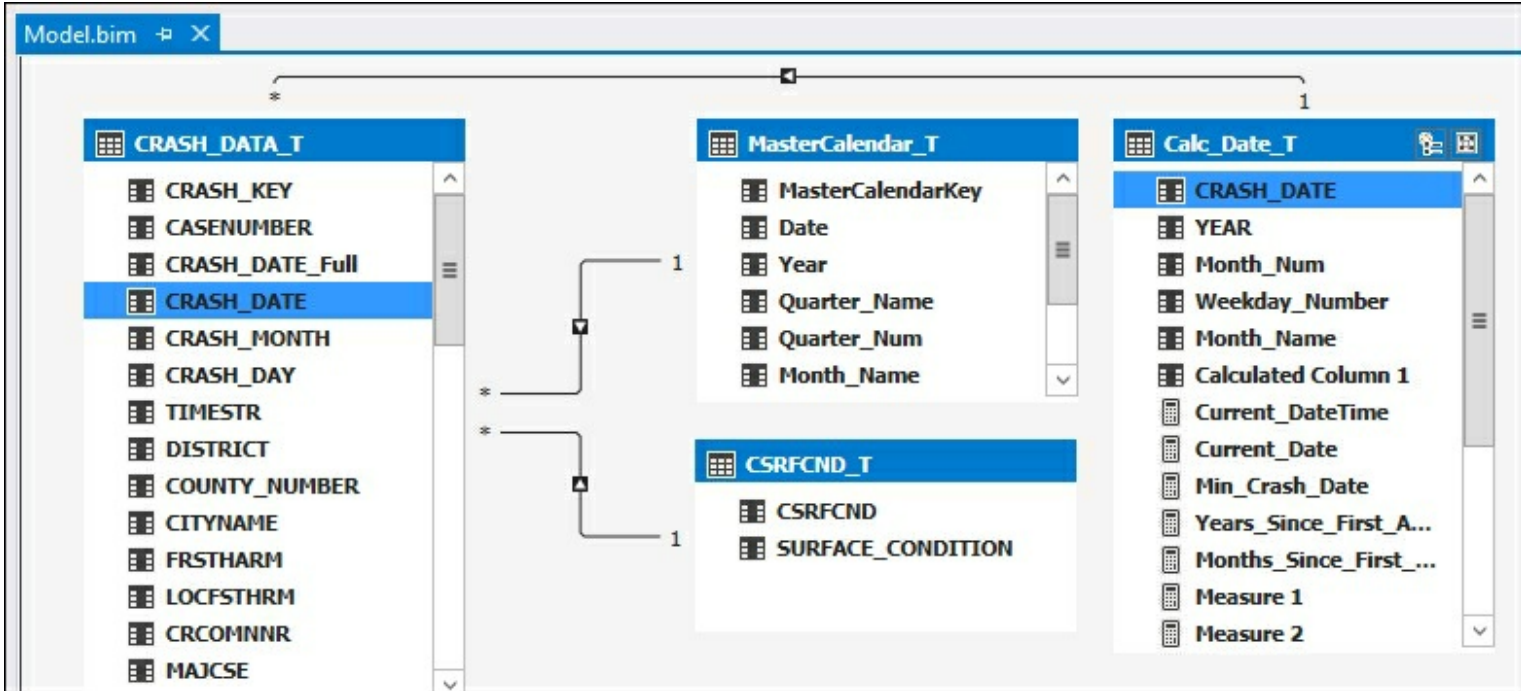 Model.bim
*
1
CRASH_DATA_T
CRASH_KEY
CASENUMBER
CRASH_DATE_Full
CRASH_DATE
CRASH_MONTH
CRASH_DAY
TIMESTR
DISTRICT
COUNTY_NUMBER
CITYNAME
FRSTHARM
LOCFSTHRM
CRCOMNNR
MAJCSE
1
*
*
1
MasterCalendar_T
MasterCalendarKey
Date
Year
Quarter_Name
Quarter_Num
Month_Name
CSRFCND_T
CSRFCND
SURFACE_CONDITION
Calc_Date_T
CRASH_DATE
YEAR
Month_Num
Weekday_Number
Month_Name
Calculated Column 1
Current_DateTime
Current_Date
Min_Crash_Date
Years_Since_First_A...
Months_Since_First_...
Measure 1
Measure 2